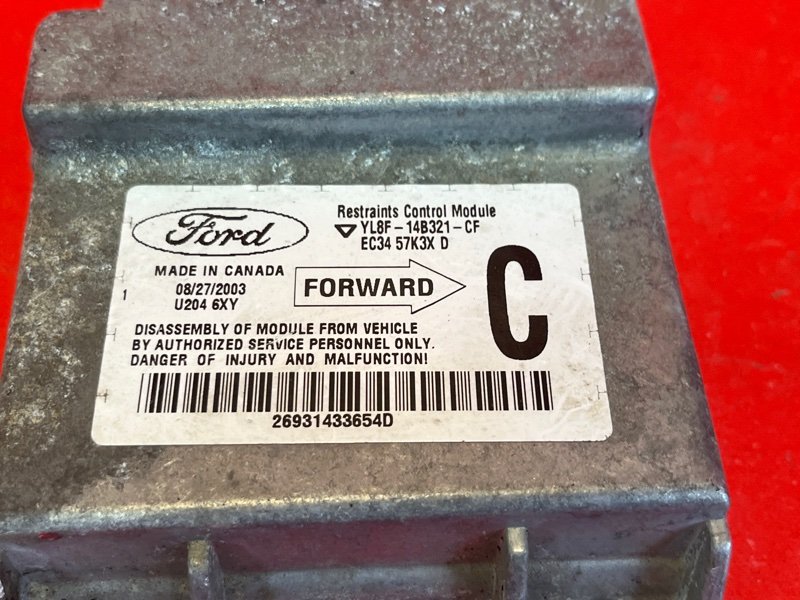 Ford
Restraints Control Module
YL8F-14B321-CF
EC34 57K3X D
MADE IN CANADA
08/27/2003
U204 6XY
1
FORWARD
C
DISASSEMBLY OF MODULE FROM VEHICLE
BY AUTHORIZED SERVICE PERSONNEL ONLY.
DANGER OF INJURY AND MALFUNCTION!
26931433654D